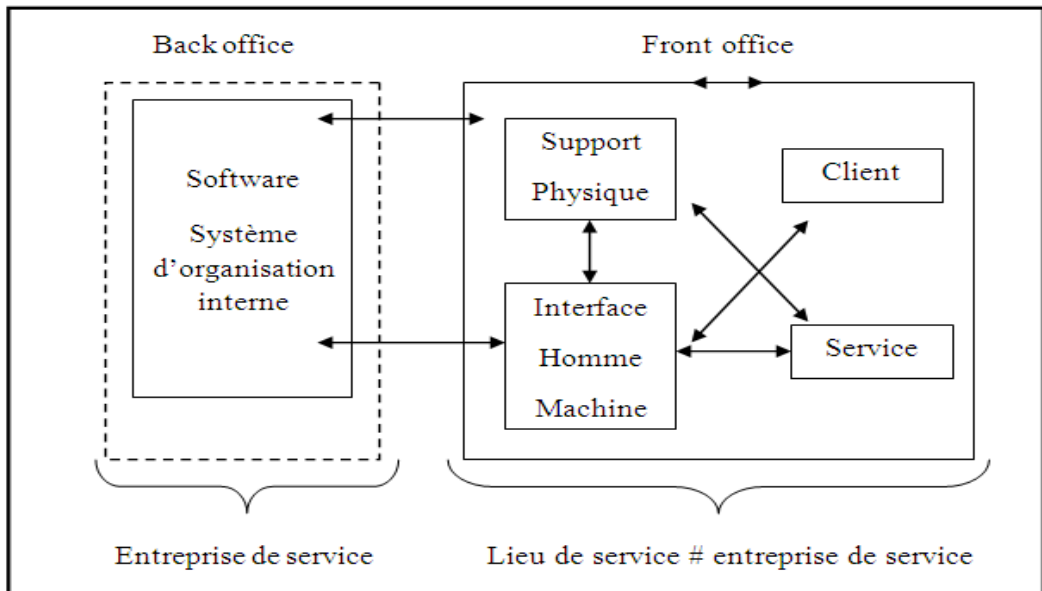 Back office
Front office
Software
Système
d'organisation
interne
Support
Physique
Client
Interface
Homme
Machine
Service
Entreprise de service
Lieu de service # entreprise de service